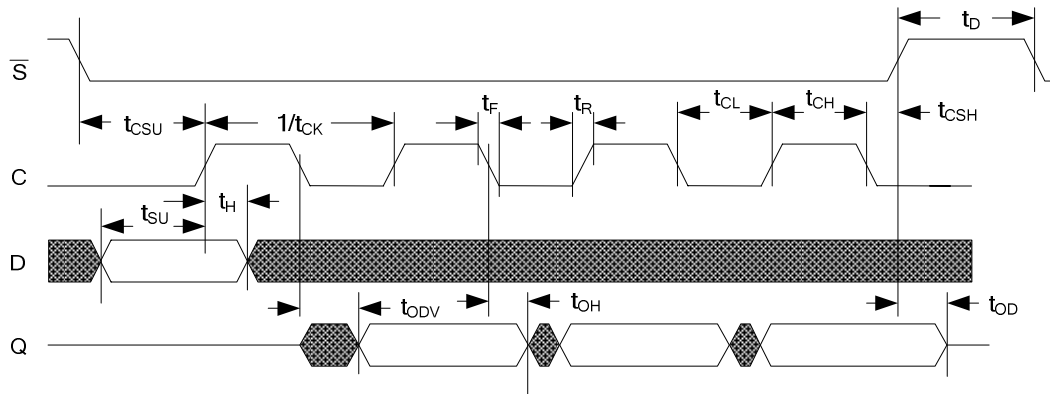 tD
S̅
tCSU
1/tCK
tF
tR
tCL
tCH
tCSH
C
tSU
tH
D
tODV
tOH
tOD
Q